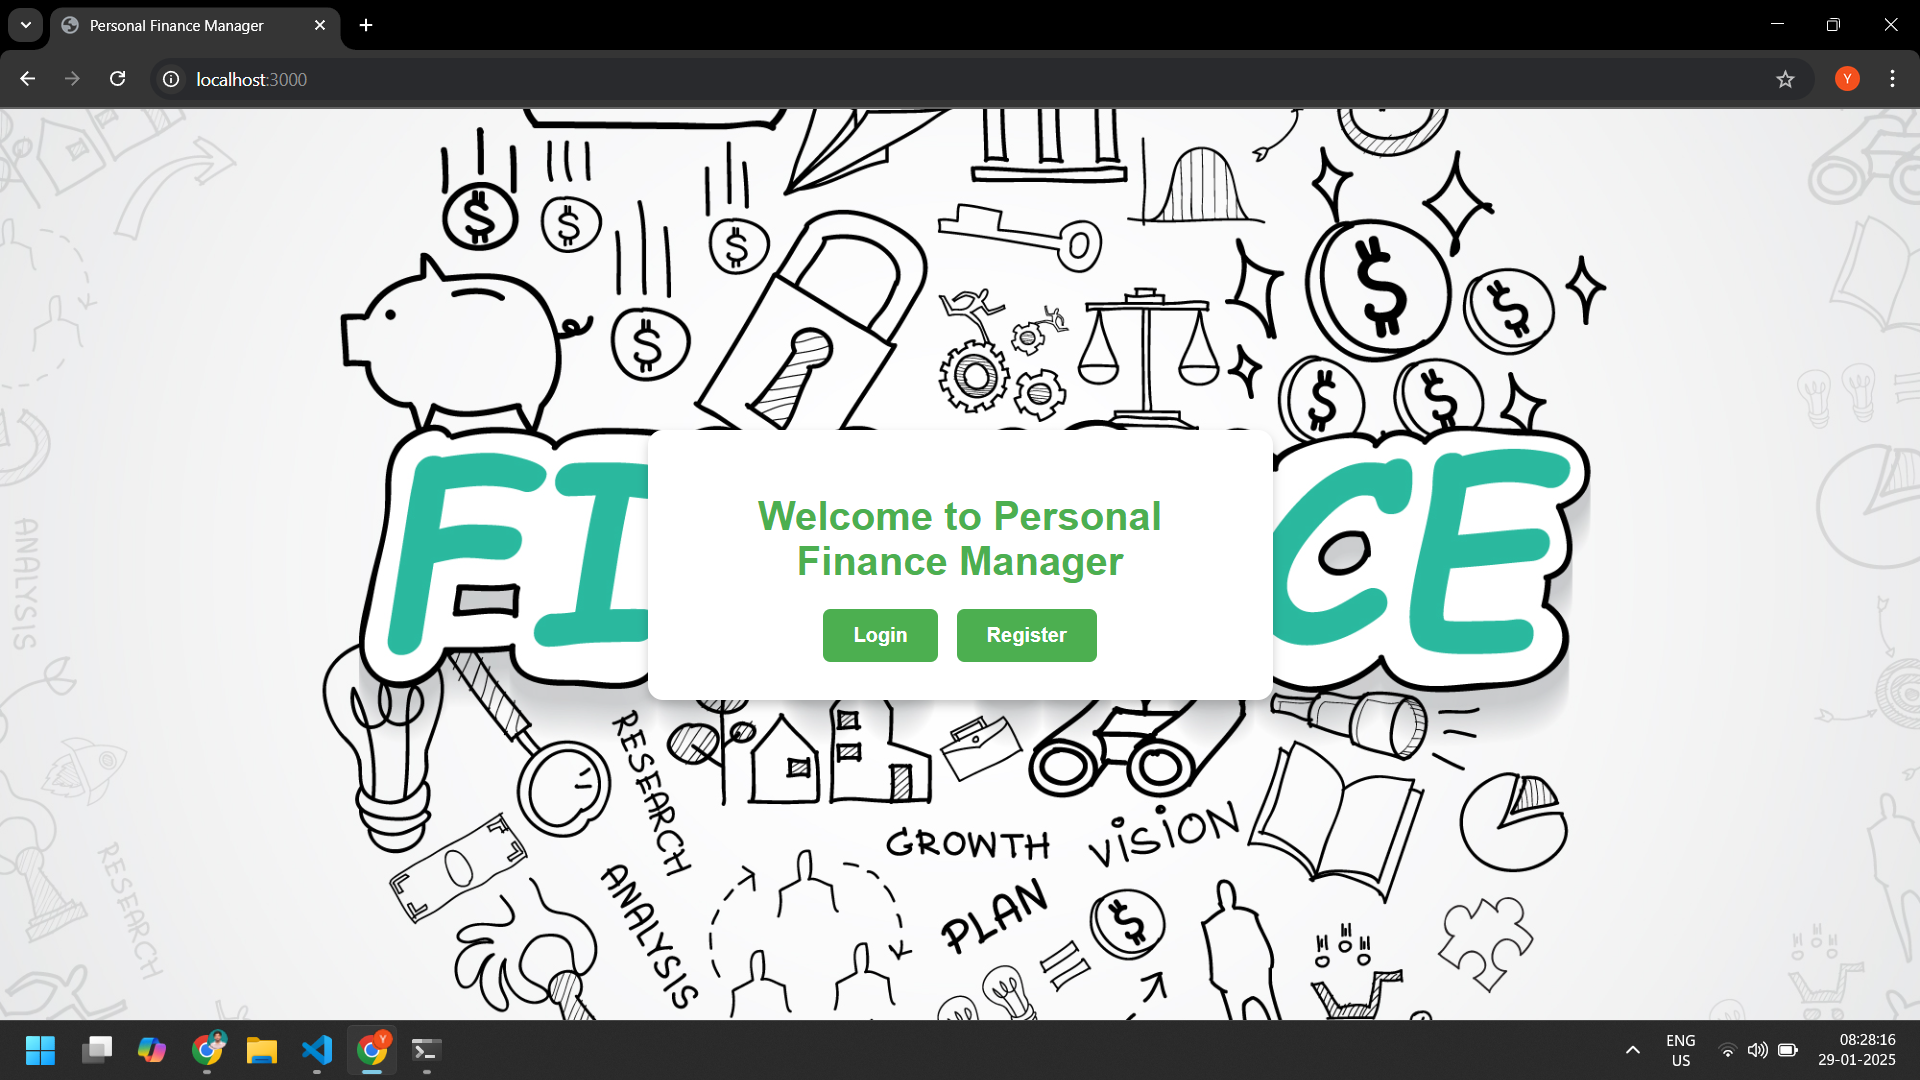 Personal Finance Manager
localhost:3000
Y
$
$
$
$
$
$
$
$
FI
CE
Welcome to Personal
Finance Manager
Login
Register
ANALYSIS
RESEARCH
GROWTH
VISION
RESEARCH
ANALYSIS
PLAN
$
Y
ENG
US
08:28:16
29-01-2025